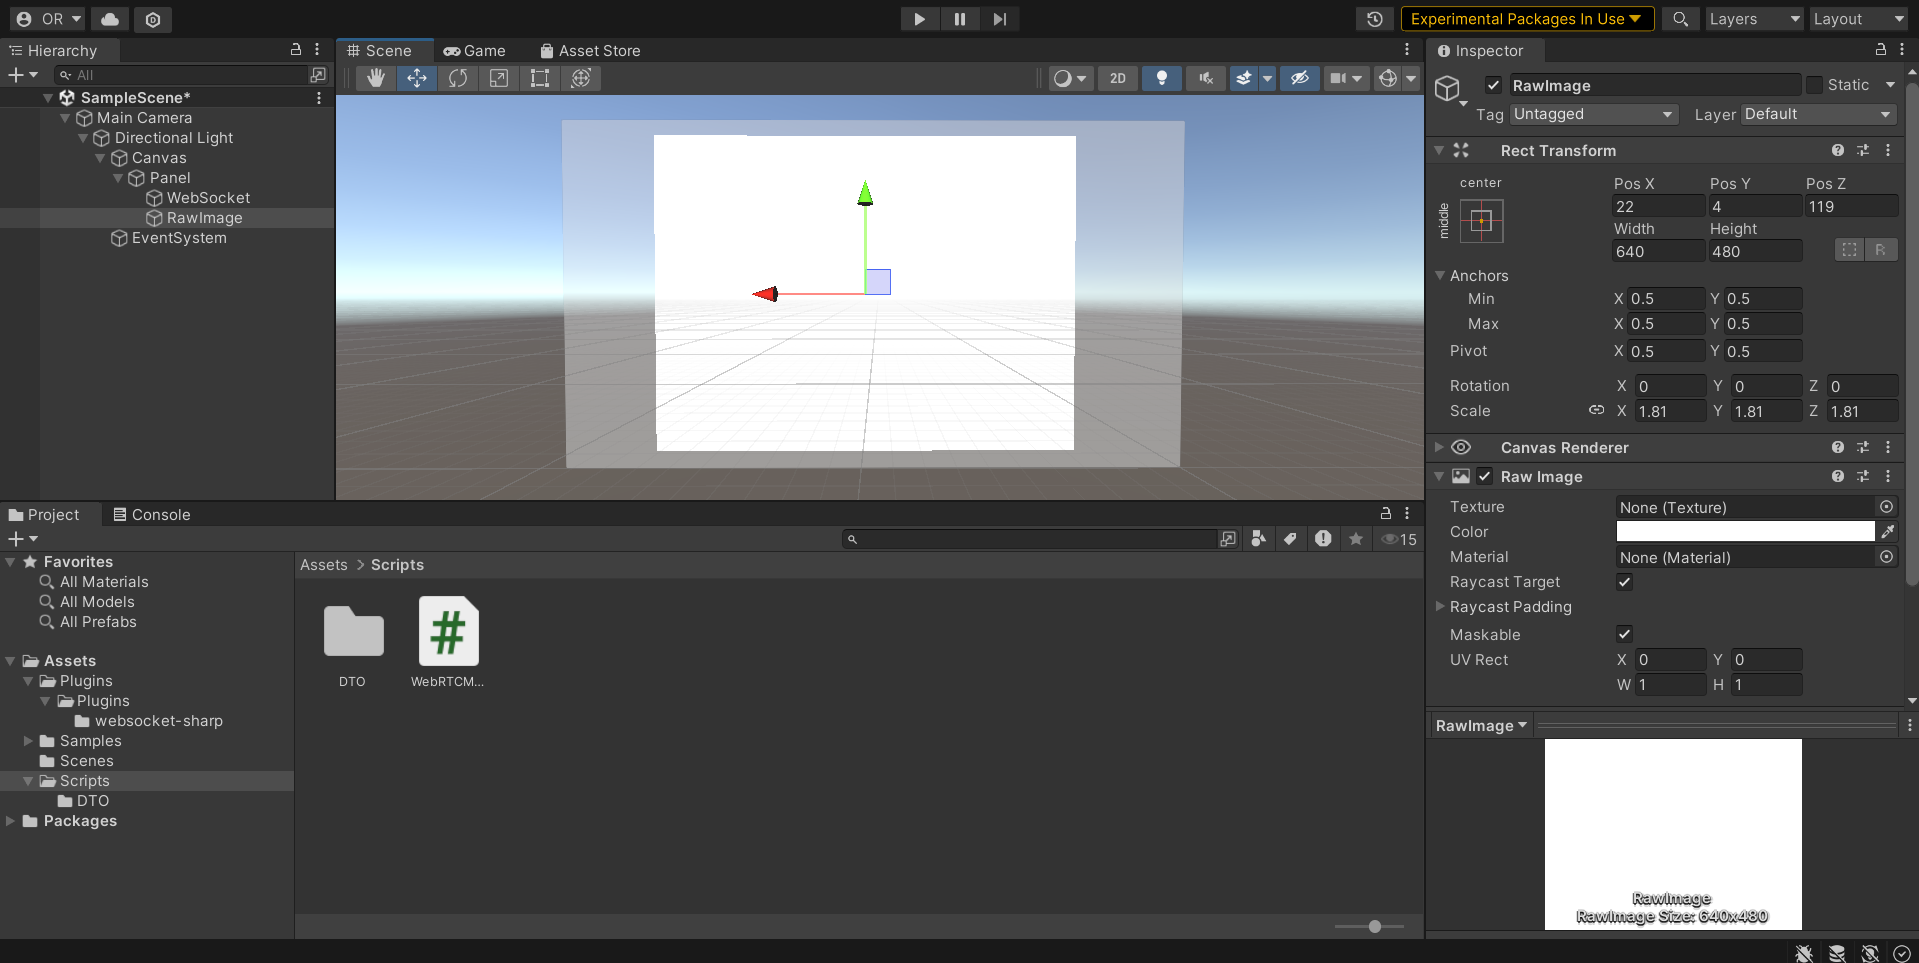 OR
Experimental Packages In Use
Layers
Layout
Hierarchy
All
SampleScene*
Main Camera
Directional Light
Canvas
Panel
WebSocket
RawImage
EventSystem
Scene
Game
Asset Store
2D
Inspector
RawImage
Static
Tag
Untagged
Layer
Default
Rect Transform
center
middle
Pos X
Pos Y
Pos Z
22
4
119
Width
Height
640
480
R
Anchors
Min
X 0.5
Y 0.5
Max
X 0.5
Y 0.5
Pivot
X 0.5
Y 0.5
Rotation
X 0
Y 0
Z 0
Scale
X 1.81
Y 1.81
Z 1.81
Canvas Renderer
Raw Image
Texture
None (Texture)
Color
Material
None (Material)
Raycast Target
Raycast Padding
Maskable
UV Rect
X 0
Y 0
W 1
H 1
RawImage
RawImage
RawImage Size: 640x480
Project
Console
15
Favorites
All Materials
All Models
All Prefabs
Assets
Plugins
Plugins
websocket-sharp
Samples
Scenes
Scripts
DTO
Packages
Assets > Scripts
DTO
#
WebRTCM...